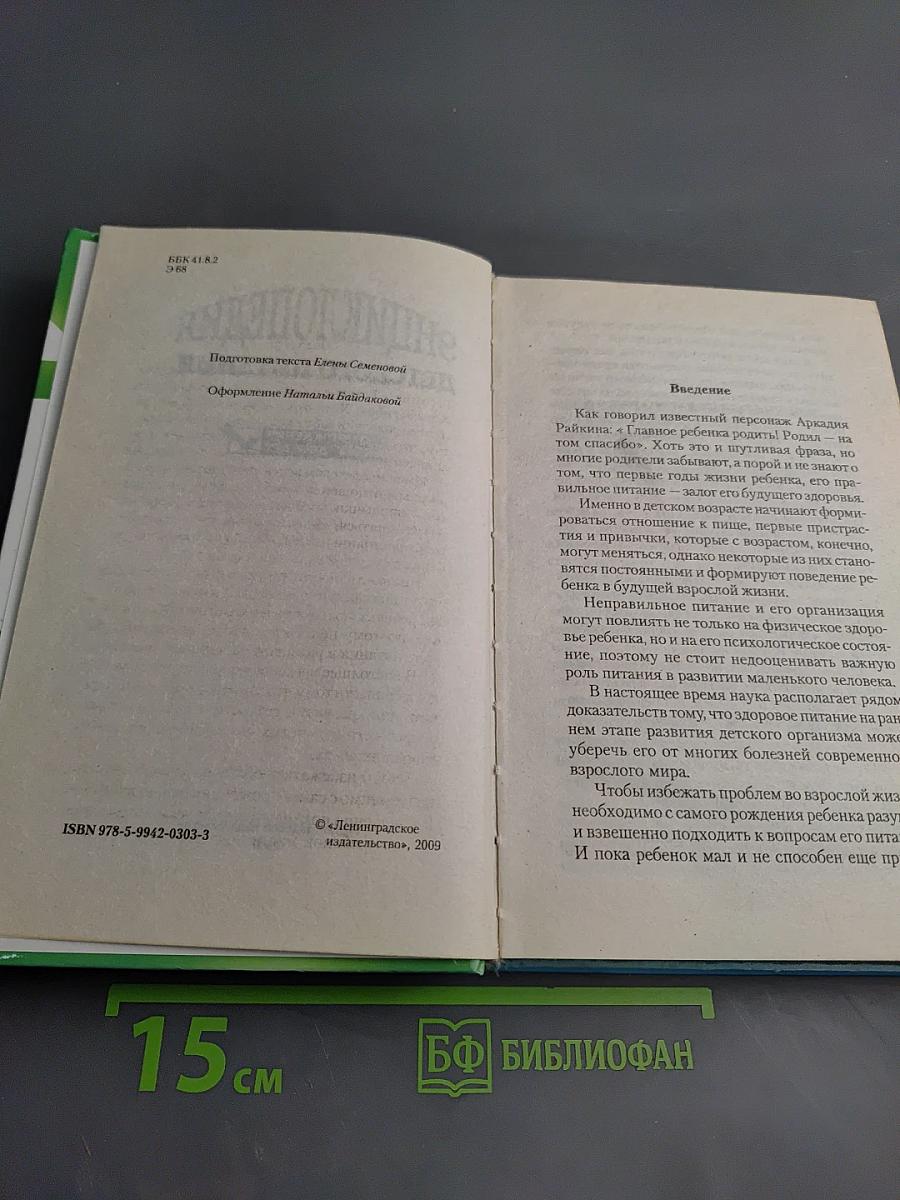 ББК 41.8.2
Э 68
Подготовка текста Елены Семеновой
Оформление Натальи Байдаковой
ISBN 978-5-9942-0303-3
© «Ленинградское
издательство», 2009
Введение
Как говорил известный персонаж Аркадия
Райкина: « Главное ребенка родить! Родил — на
том спасибо». Хоть это и шутливая фраза, но
многие родители забывают, а порой и не знают о
том, что первые годы жизни ребенка, его пра-
вильное питание — залог его будущего здоровья.
Именно в детском возрасте начинают форми-
роваться отношение к пище, первые пристрас-
тия и привычки, которые с возрастом, конечно,
могут меняться, однако некоторые из них стано-
вятся постоянными и формируют поведение ре-
бенка в будущей взрослой жизни.
Неправильное питание и его организация
могут повлиять не только на физическое здоро-
вье ребенка, но и на его психологическое состоя-
ние, поэтому не стоит недооценивать важную
роль питания в развитии маленького человека.
В настоящее время наука располагает рядом
доказательств тому, что здоровое питание на ран
нем этапе развития детского организма може
уберечь его от многих болезней современно
взрослого мира.
Чтобы избежать проблем во взрослой жиз
необходимо с самого рождения ребенка разу
и взвешенно подходить к вопросам его пита
И пока ребенок мал и не способен еще пр
15 см
БФ БИБЛИОФАН